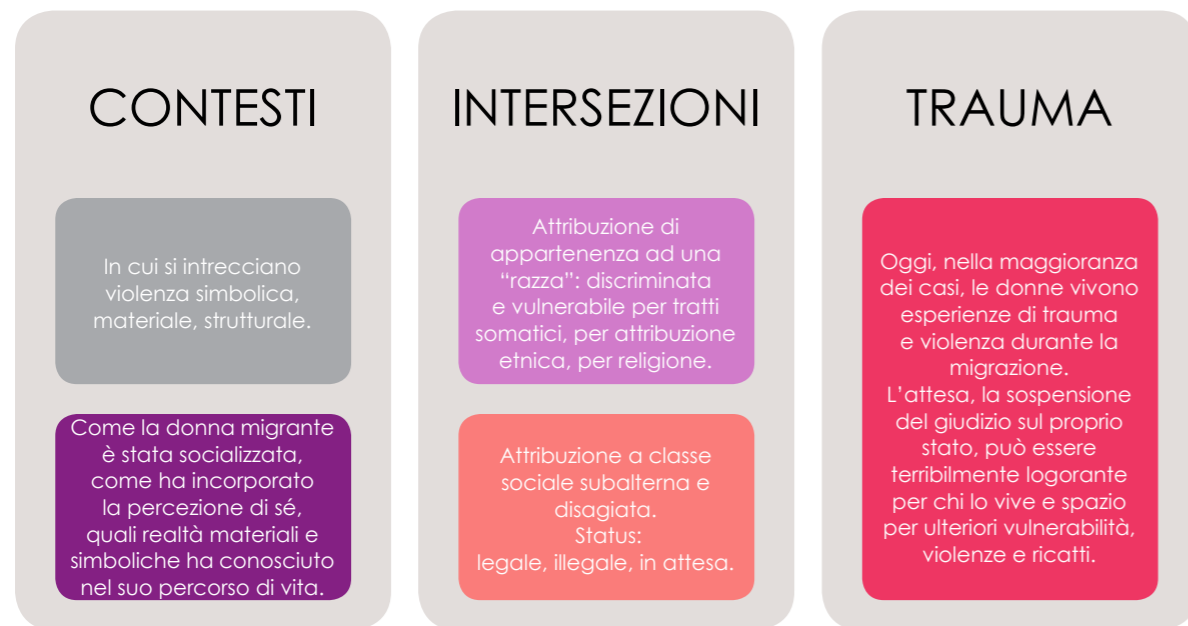 CONTESTI
In cui si intrecciano
violenza simbolica,
materiale, strutturale.
Come la donna migrante
è stata socializzata,
come ha incorporato
la percezione di sé,
quali realtà materiali e
simboliche ha conosciuto
nel suo percorso di vita.
INTERSEZIONI
Attribuzione di
appartenenza ad una
“razza”: discriminata
e vulnerabile per tratti
somatici, per attribuzione
etnica, per religione.
Attribuzione a classe
sociale subalterna e
disagiata.
Status:
legale, illegale, in attesa.
TRAUMA
Oggi, nella maggioranza
dei casi, le donne vivono
esperienze di trauma
e violenza durante la
migrazione.
L’attesa, la sospensione
del giudizio sul proprio
stato, può essere
terribilmente logorante
per chi lo vive e spazio
per ulteriori vulnerabilità,
violenze e ricatti.